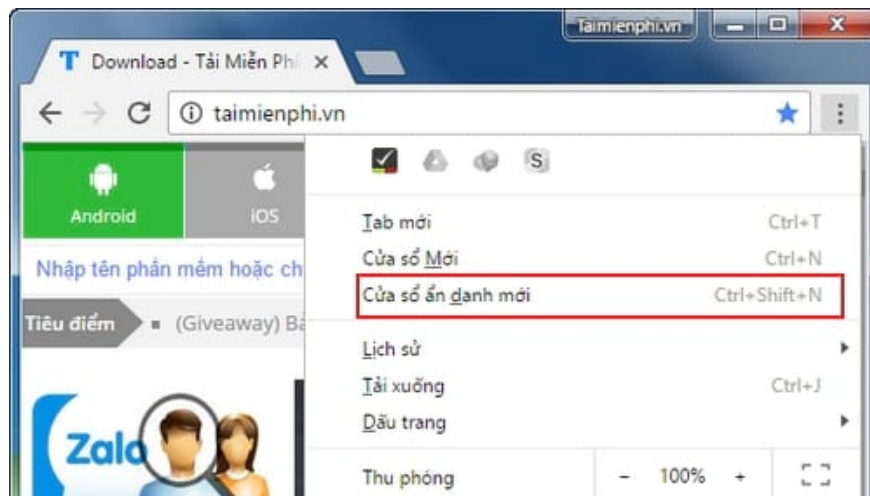 Taimienphi.vn
Download - Tải Miễn Phí
taimienphi.vn
Android
iOS
S
Tab mới Ctrl+T
Cửa sổ Mới Ctrl+N
Nhập tên phần mềm hoặc ch
Cửa sổ ẩn danh mới Ctrl+Shift+N
Tiêu điểm
(Giveaway) Bả
Lịch sử
Tải xuống Ctrl+J
Dấu trang
Zalo
Thu phóng - 100% +